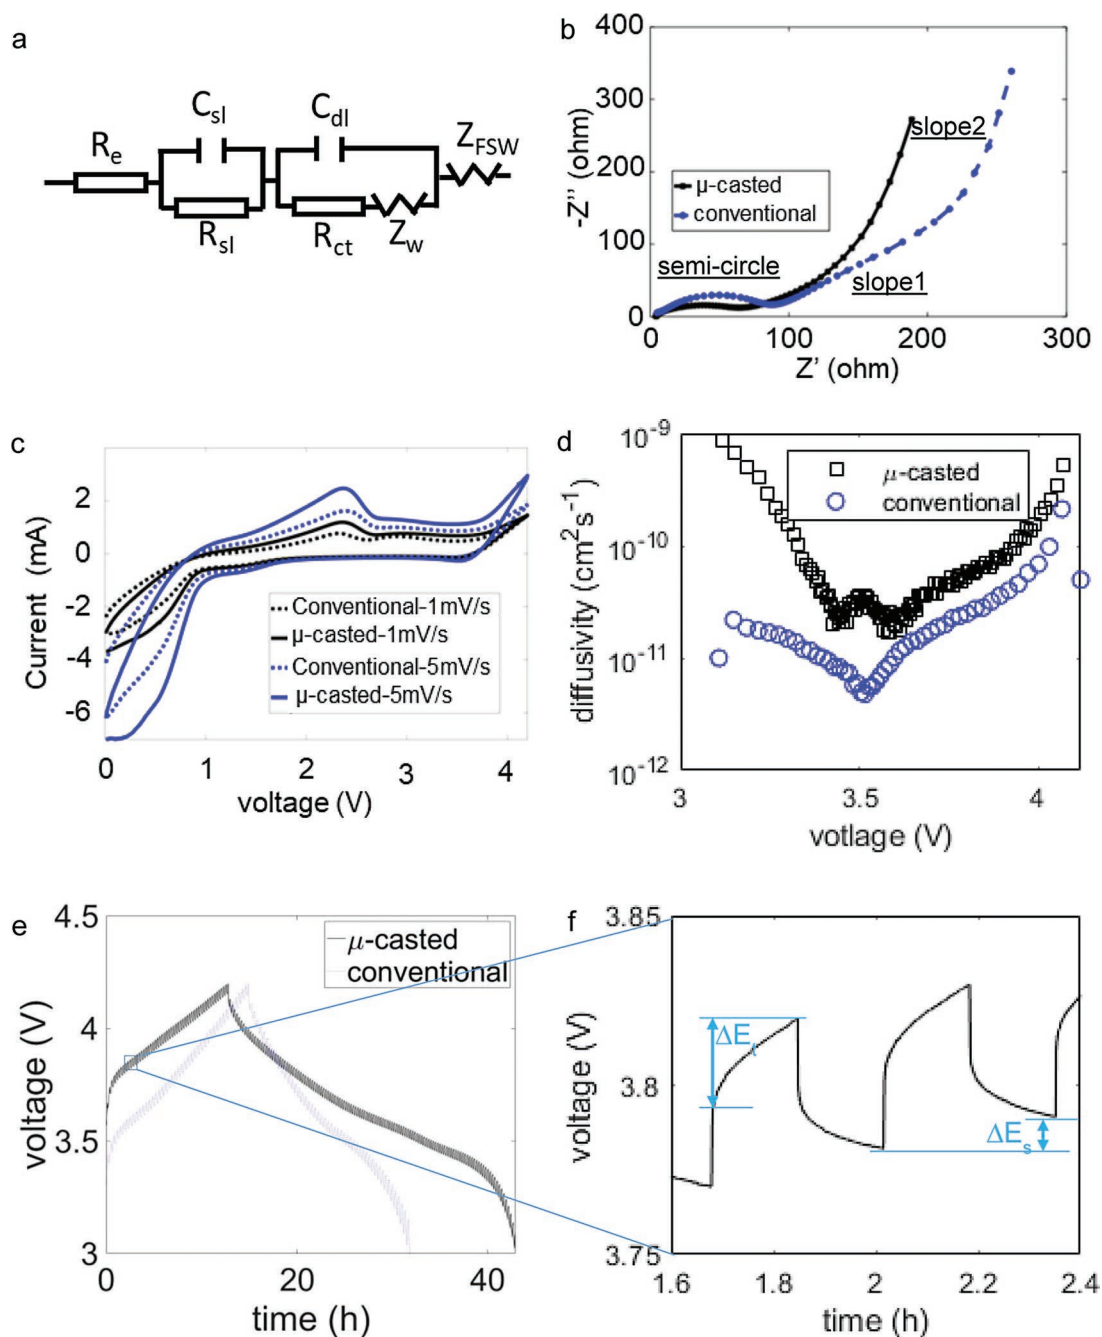 a
R_e
C_sl
R_sl
C_dl
R_ct
Z_w
Z_FSW
b
400
300
200
100
0
-Z'' (ohm)
slope2
μ-casted
conventional
semi-circle
slope1
0 100 200 300
Z' (ohm)
c
2
0
-2
-4
-6
Current (mA)
Conventional-1mV/s
μ-casted-1mV/s
Conventional-5mV/s
μ-casted-5mV/s
0 1 2 3 4
voltage (V)
d
10^-9
10^-10
10^-11
10^-12
diffusivity (cm² s⁻¹)
μ-casted
conventional
3 3.5 4
votlage (V)
e
4.5
4
3.5
3
voltage (V)
μ-casted
conventional
0 20 40
time (h)
f
3.85
3.8
3.75
voltage (V)
ΔE_t
ΔE_s
1.6 1.8 2 2.2 2.4
time (h)